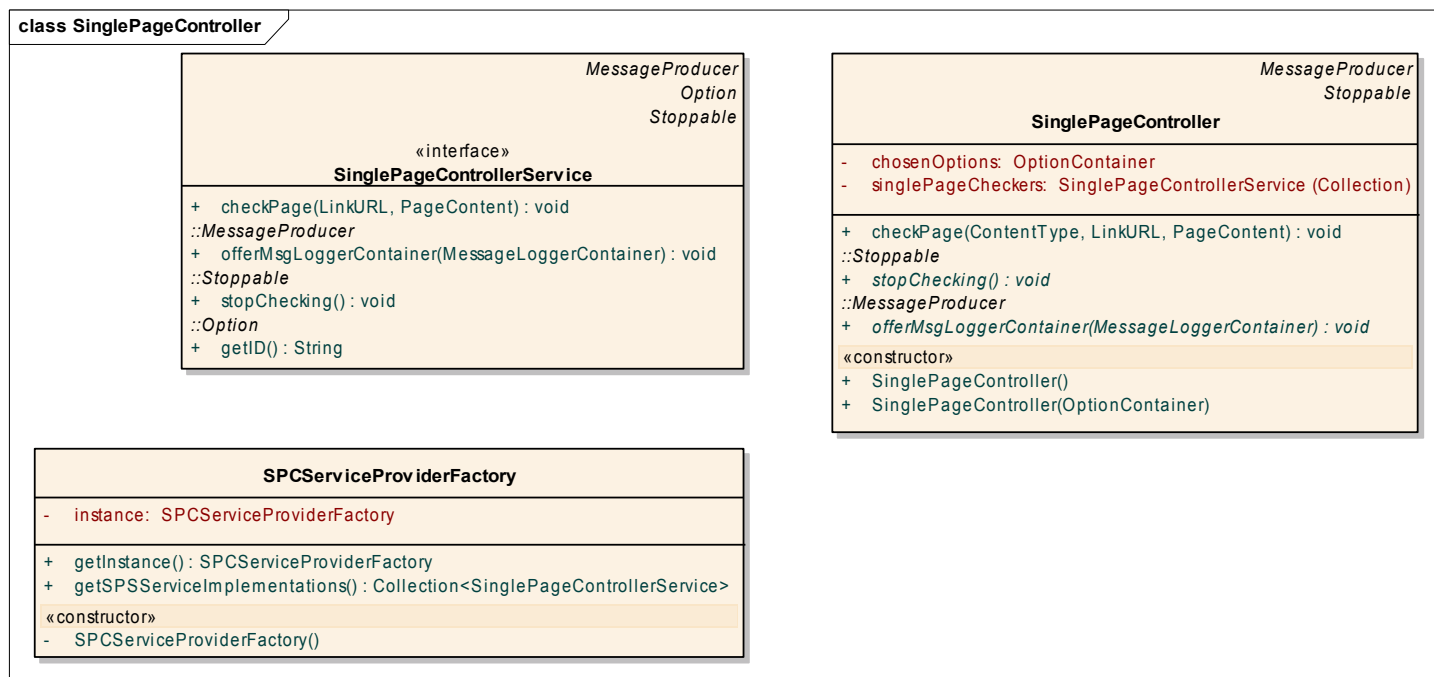 class SinglePageController
MessageProducer
Option
Stoppable
«interface»
SinglePageControllerService
+ checkPage(LinkURL, PageContent) : void
::MessageProducer
+ offerMsgLoggerContainer(MessageLoggerContainer) : void
::Stoppable
+ stopChecking() : void
::Option
+ getID() : String
MessageProducer
Stoppable
SinglePageController
- chosenOptions: OptionContainer
- singlePageCheckers: SinglePageControllerService (Collection)
+ checkPage(ContentType, LinkURL, PageContent) : void
::Stoppable
+ stopChecking() : void
::MessageProducer
+ offerMsgLoggerContainer(MessageLoggerContainer) : void
«constructor»
+ SinglePageController()
+ SinglePageController(OptionContainer)
SPCServiceProviderFactory
- instance: SPCServiceProviderFactory
+ getInstance() : SPCServiceProviderFactory
+ getSPSServiceImplementations() : Collection<SinglePageControllerService>
«constructor»
- SPCServiceProviderFactory()